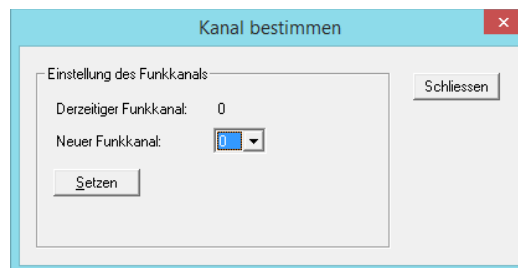 Kanal bestimmen
Einstellung des Funkkanals
Schliessen
Derzeitiger Funkkanal: 0
Neuer Funkkanal: 0
Setzen